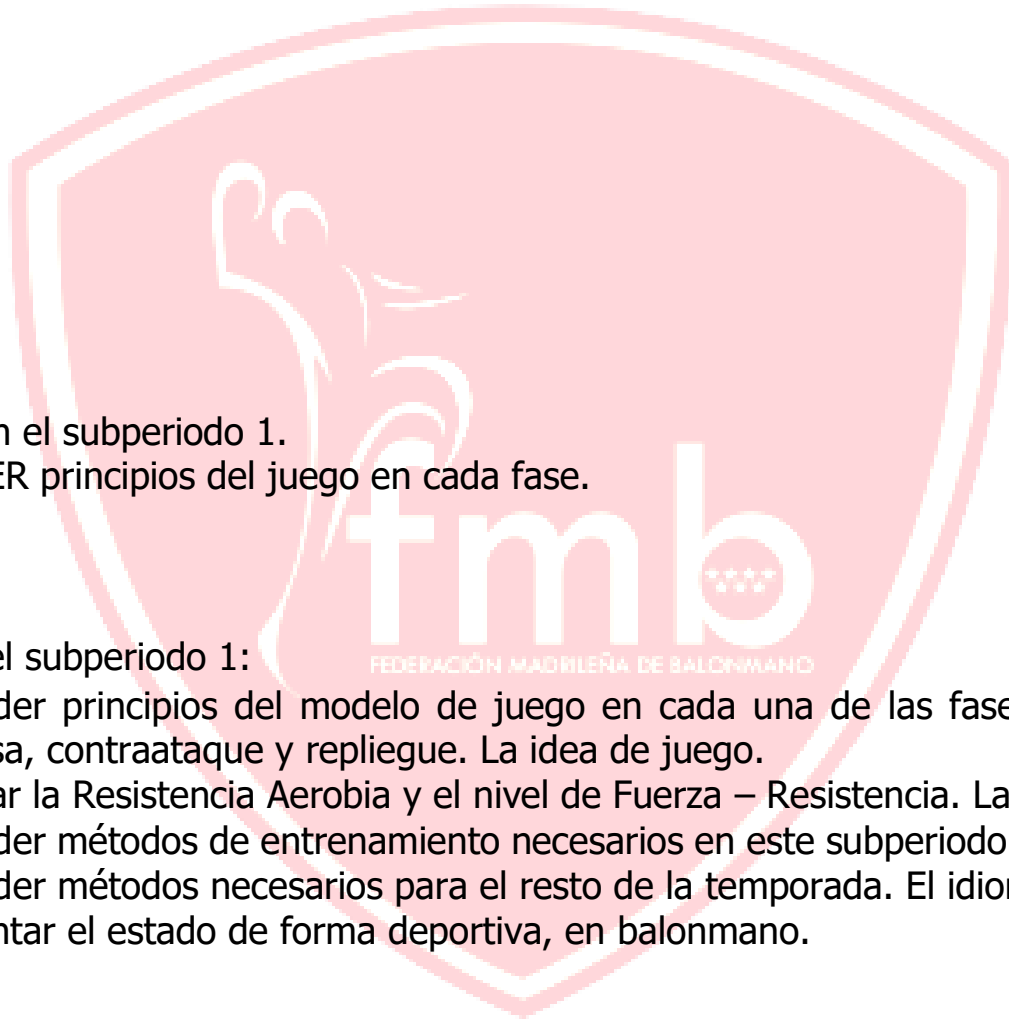 n el subperiodo 1.
ER principios del juego en cada fase.
fmb
el subperiodo 1:
FEDERACIÓN MADRILEÑA DE BALONMANO
der principios del modelo de juego en cada una de las fase
sa, contraataque y repliegue. La idea de juego.
ar la Resistencia Aerobia y el nivel de Fuerza – Resistencia. La
der métodos de entrenamiento necesarios en este subperiodo
der métodos necesarios para el resto de la temporada. El idion
ntar el estado de forma deportiva, en balonmano.